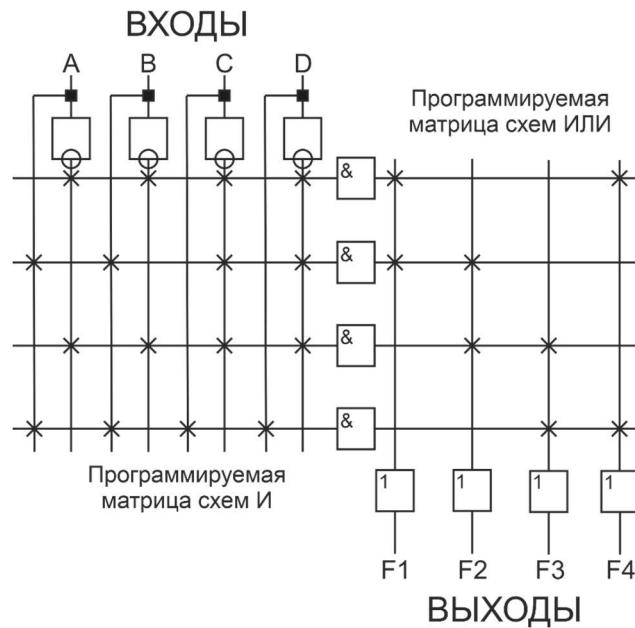 ВХОДЫ
A B C D
Программируемая
матрица схем ИЛИ
&
&
&
&
Программируемая
матрица схем И
1 1 1 1
F1 F2 F3 F4
ВЫХОДЫ